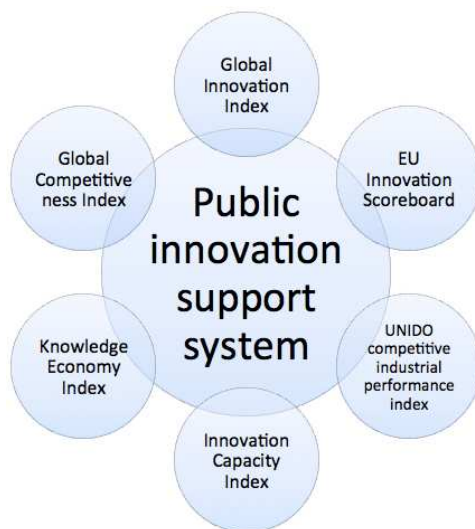 Global
Innovation
Index
Global
Competitive
ness Index
EU
Innovation
Scoreboard
Public
innovation
support
system
Knowledge
Economy
Index
UNIDO
competitive
industrial
performance
index
Innovation
Capacity
Index